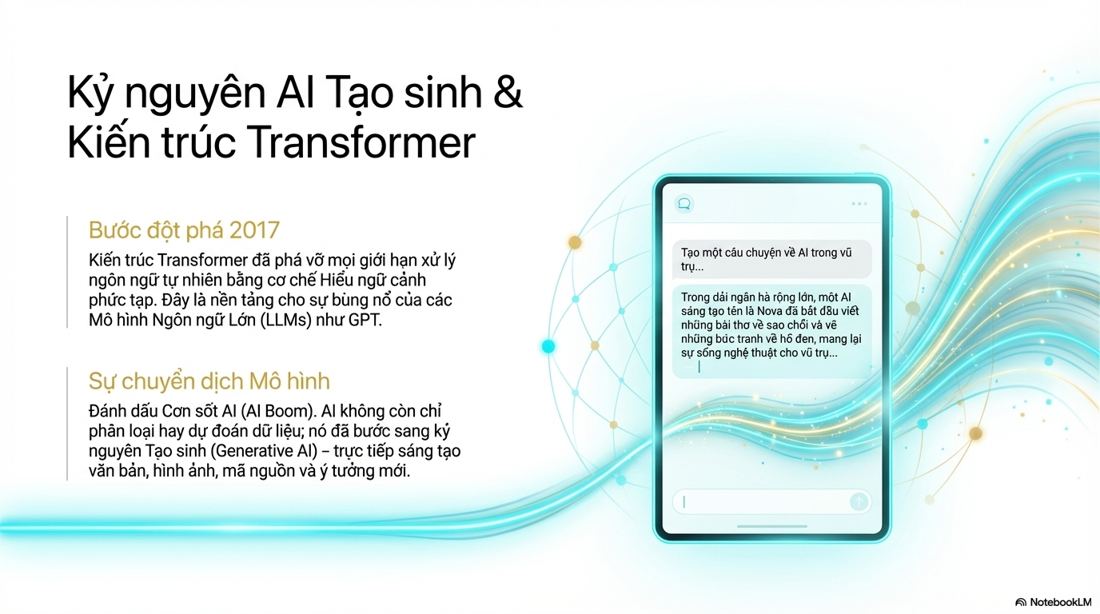 Kỷ nguyên AI Tạo sinh &
Kiến trúc Transformer
Bước đột phá 2017
Kiến trúc Transformer đã phá vỡ mọi giới hạn xử lý
ngôn ngữ tự nhiên bằng cơ chế Hiểu ngữ cảnh
phức tạp. Đây là nền tảng cho sự bùng nổ của các
Mô hình Ngôn ngữ Lớn (LLMs) như GPT.
Sự chuyển dịch Mô hình
Đánh dấu Cơn sốt AI (AI Boom). AI không còn chỉ
phân loại hay dự đoán dữ liệu; nó đã bước sang kỷ
nguyên Tạo sinh (Generative AI) – trực tiếp sáng tạo
văn bản, hình ảnh, mã nguồn và ý tưởng mới.
Tạo một câu chuyện về AI trong vũ
trụ...
Trong dải ngân hà rộng lớn, một AI
sáng tạo tên là Nova đã bắt đầu viết
những bài thơ về sao chổi và vẽ
những bức tranh về hố đen, mang lại
sự sống nghệ thuật cho vũ trụ...
NotebookLM